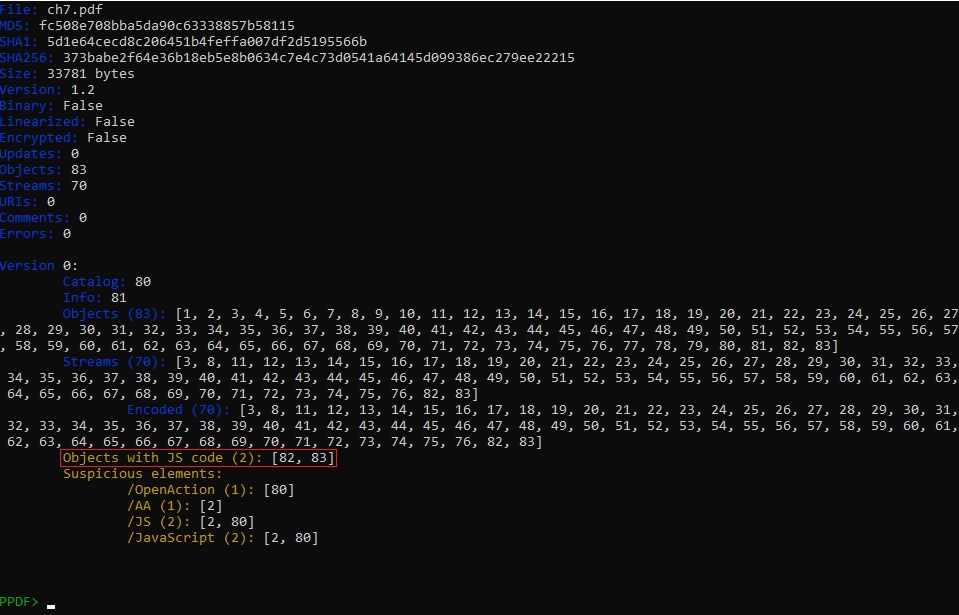 File: ch7.pdf
MD5: fc508e708bba5da90c63338857b58115
SHA1: 5d1e64cecd8c206451b4feffa007df2d5195566b
SHA256: 373babe2f64e36b18eb5e8b0634c7e4c73d0541a64145d099386ec279ee22215
Size: 33781 bytes
Version: 1.2
Binary: False
Linearized: False
Encrypted: False
Updates: 0
Objects: 83
Streams: 70
URIs: 0
Comments: 0
Errors: 0
Version 0:
Catalog: 80
Info: 81
Objects (83): [1, 2, 3, 4, 5, 6, 7, 8, 9, 10, 11, 12, 13, 14, 15, 16, 17, 18, 19, 20, 21, 22, 23, 24, 25, 26, 27
, 28, 29, 30, 31, 32, 33, 34, 35, 36, 37, 38, 39, 40, 41, 42, 43, 44, 45, 46, 47, 48, 49, 50, 51, 52, 53, 54, 55, 56, 57
, 58, 59, 60, 61, 62, 63, 64, 65, 66, 67, 68, 69, 70, 71, 72, 73, 74, 75, 76, 77, 78, 79, 80, 81, 82, 83]
Streams (70): [3, 8, 11, 12, 13, 14, 15, 16, 17, 18, 19, 20, 21, 22, 23, 24, 25, 26, 27, 28, 29, 30, 31, 32, 33,
34, 35, 36, 37, 38, 39, 40, 41, 42, 43, 44, 45, 46, 47, 48, 49, 50, 51, 52, 53, 54, 55, 56, 57, 58, 59, 60, 61, 62, 63,
64, 65, 66, 67, 68, 69, 70, 71, 72, 73, 74, 75, 76, 82, 83]
Encoded (70): [3, 8, 11, 12, 13, 14, 15, 16, 17, 18, 19, 20, 21, 22, 23, 24, 25, 26, 27, 28, 29, 30, 31,
32, 33, 34, 35, 36, 37, 38, 39, 40, 41, 42, 43, 44, 45, 46, 47, 48, 49, 50, 51, 52, 53, 54, 55, 56, 57, 58, 59, 60, 61,
62, 63, 64, 65, 66, 67, 68, 69, 70, 71, 72, 73, 74, 75, 76, 82, 83]
Objects with JS code (2): [82, 83]
Suspicious elements:
/OpenAction (1): [80]
/AA (1): [2]
/JS (2): [2, 80]
/JavaScript (2): [2, 80]
PPDF>